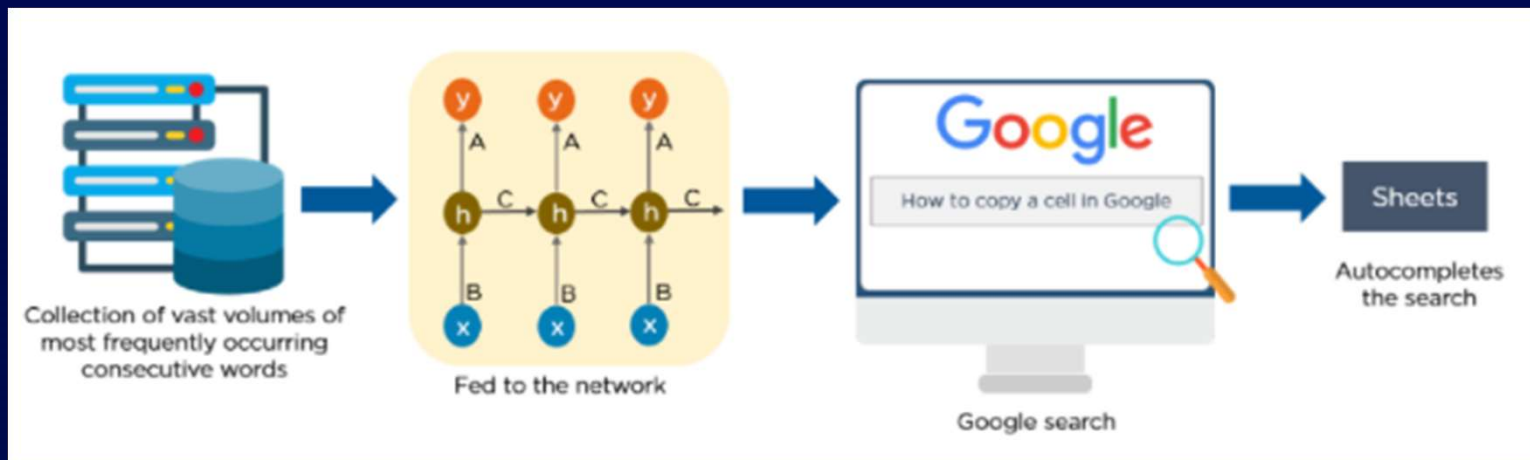 Collection of vast volumes of
most frequently occurring
consecutive words
y y y
A A A
h C h C h C
B B B
x x x
Fed to the network
Google
How to copy a cell in Google
Google search
Sheets
Autocompletes
the search